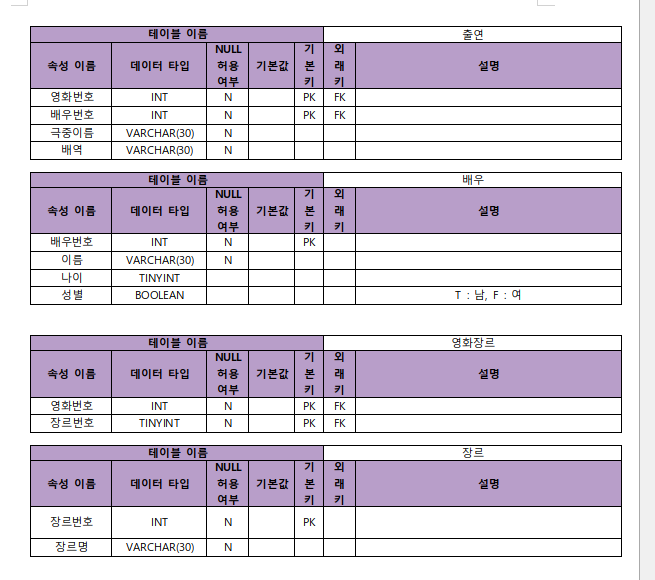 테이블 이름 출연
속성 이름 데이터 타입 NULL 허용 여부 기본값 기본키 외래키 설명
영화번호 INT N PK FK
배우번호 INT N PK FK
극중이름 VARCHAR(30) N
배역 VARCHAR(30) N
테이블 이름 배우
속성 이름 데이터 타입 NULL 허용 여부 기본값 기본키 외래키 설명
배우번호 INT N PK
이름 VARCHAR(30) N
나이 TINYINT
성별 BOOLEAN T : 남, F : 여
테이블 이름 영화장르
속성 이름 데이터 타입 NULL 허용 여부 기본값 기본키 외래키 설명
영화번호 INT N PK FK
장르번호 TINYINT N PK FK
테이블 이름 장르
속성 이름 데이터 타입 NULL 허용 여부 기본값 기본키 외래키 설명
장르번호 INT N PK
장르명 VARCHAR(30) N